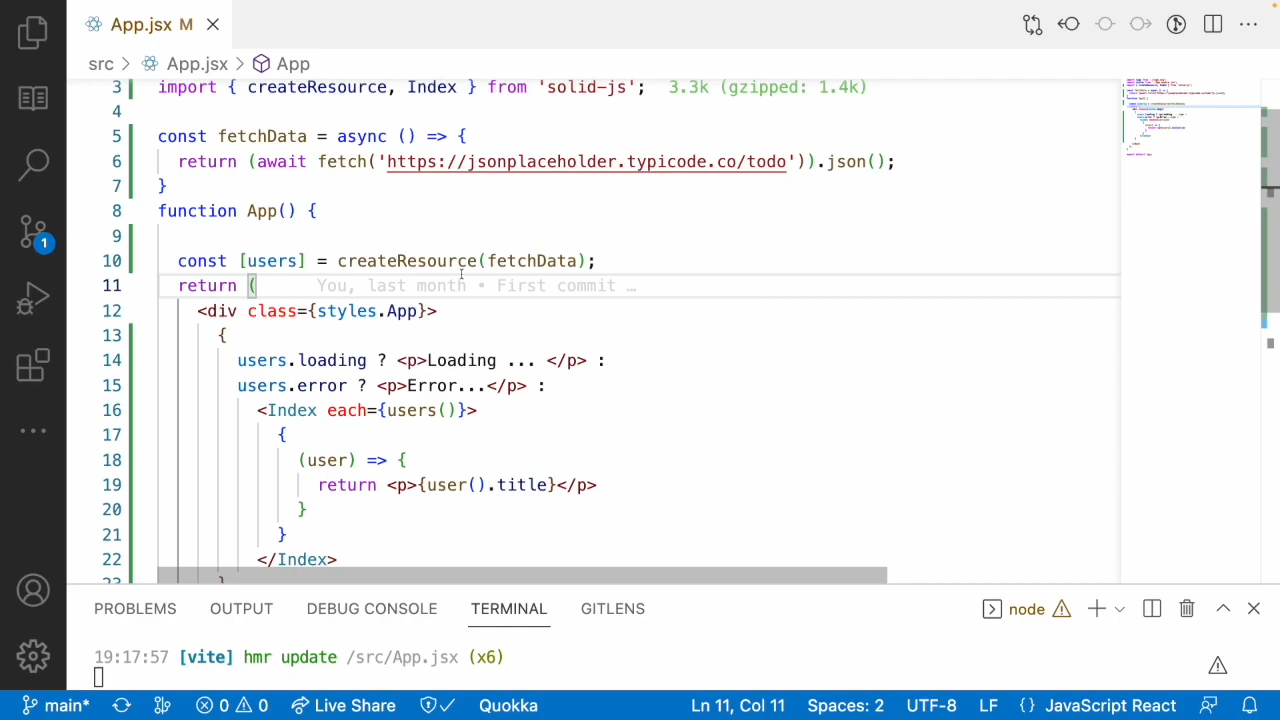 App.jsx M
src > App.jsx > App
3 import { createResource, Index } from 'solid-js'; 3.3k (gzipped: 1.4k)
4
5 const fetchData = async () => {
6 return (await fetch('https://jsonplaceholder.typicode.co/todo')).json();
7 }
8 function App() {
9
10 const [users] = createResource(fetchData);
11 return ( You, last month • First commit …
12 <div class={styles.App}>
13 {
14 users.loading ? <p>Loading ... </p> :
15 users.error ? <p>Error...</p> :
16 <Index each={users()}>
17 {
18 (user) => {
19 return <p>{user().title}</p>
20 }
21 }
22 </Index>
23 }
PROBLEMS OUTPUT DEBUG CONSOLE TERMINAL GITLENS node
19:17:57 [vite] hmr update /src/App.jsx (x6)
1
main* 0 0 Live Share Quokka Ln 11, Col 11 Spaces: 2 UTF-8 LF {} JavaScript React